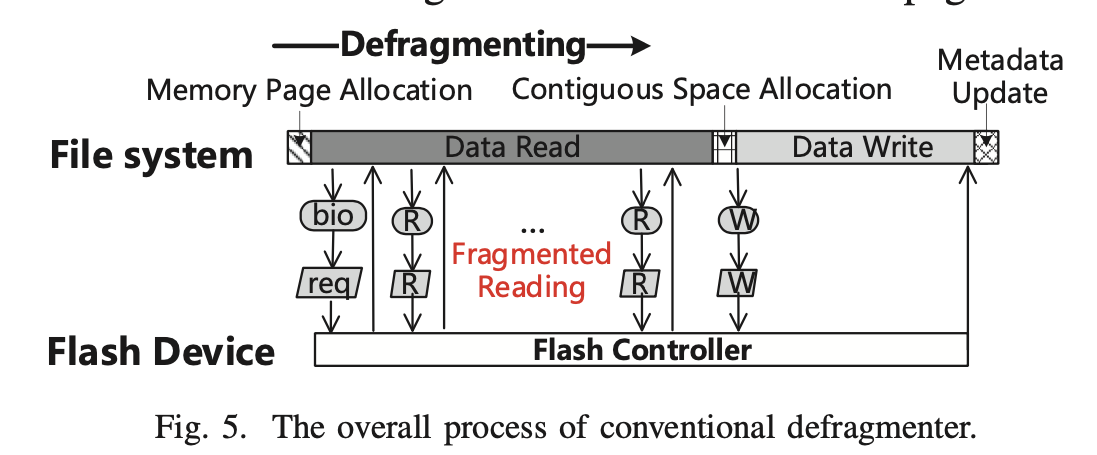 Defragmenting
Metadata
Memory Page Allocation
Contiguous Space Allocation
Update
File system
Data Read
Data Write
bio
R
R
W
...
Fragmented
Reading
req
R
R
W
Flash Device
Flash Controller
Fig. 5. The overall process of conventional defragmenter.